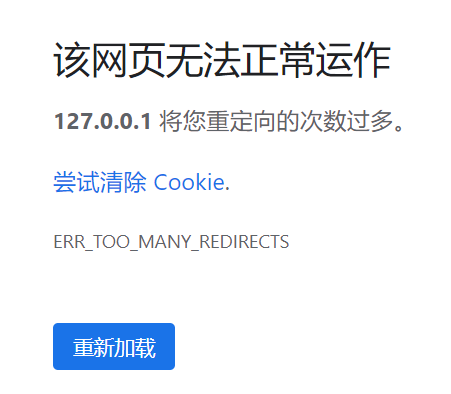 该网页无法正常运作
127.0.0.1 将您重定向的次数过多。
尝试清除 Cookie.
ERR_TOO_MANY_REDIRECTS
重新加载